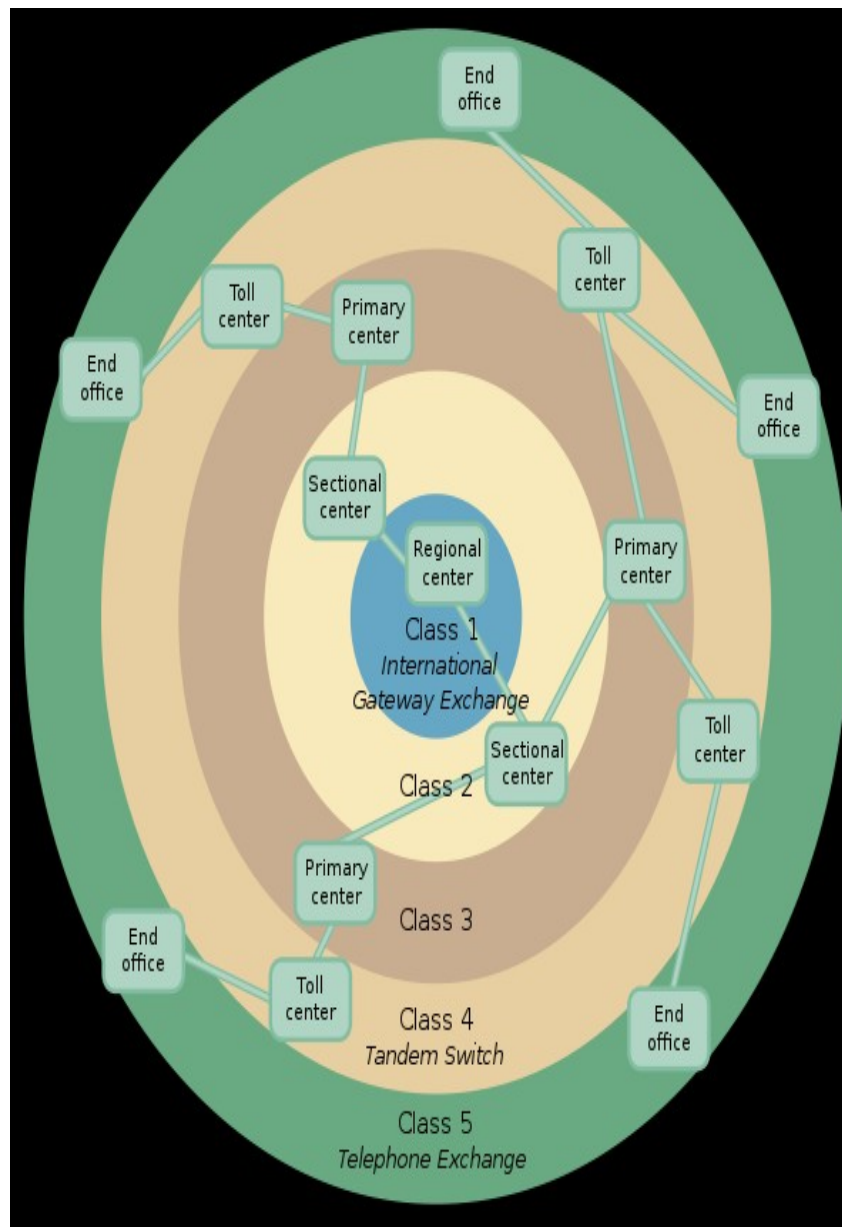 End
office
Toll
center
Toll
center
Primary
center
End
office
End
office
Sectional
center
Regional
center
Primary
center
Class 1
International
Gateway Exchange
Toll
center
Sectional
center
Class 2
Primary
center
Class 3
End
office
Toll
center
Class 4
Tandem Switch
End
office
Class 5
Telephone Exchange